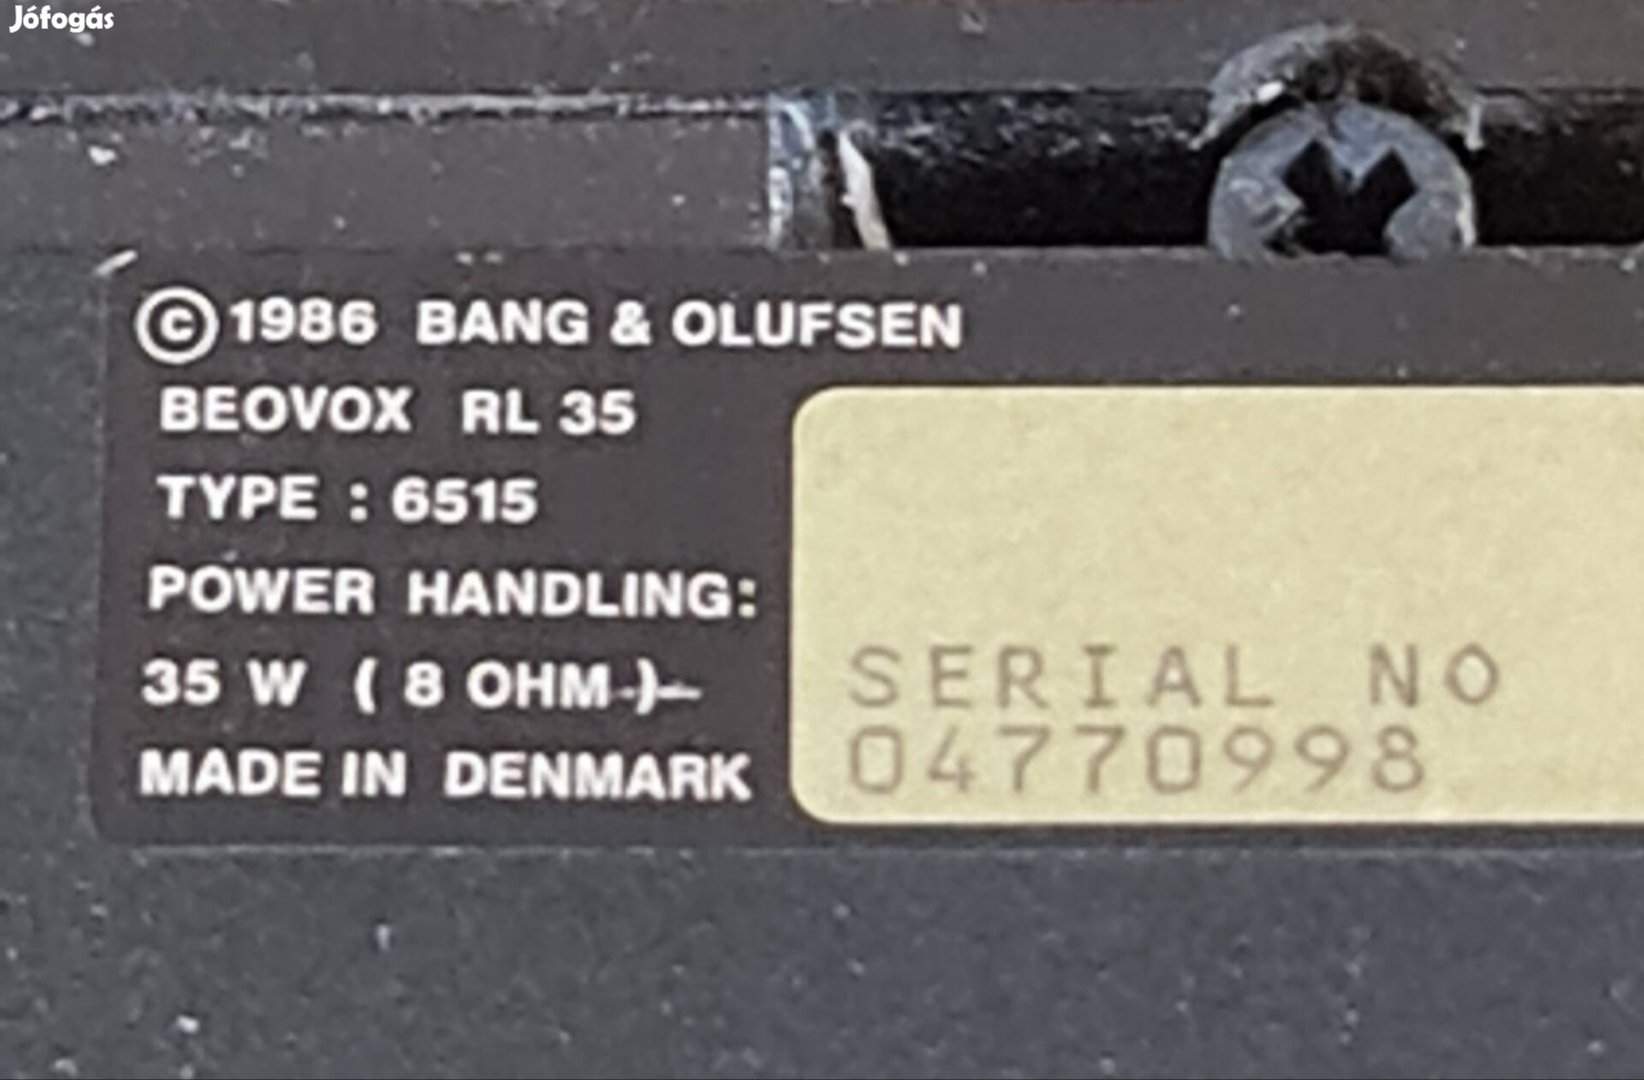 Jófogás
©1986 BANG & OLUFSEN
BEOVOX RL 35
TYPE : 6515
POWER HANDLING:
35 W ( 8 OHM )
MADE IN DENMARK
SERIAL NO
04770998